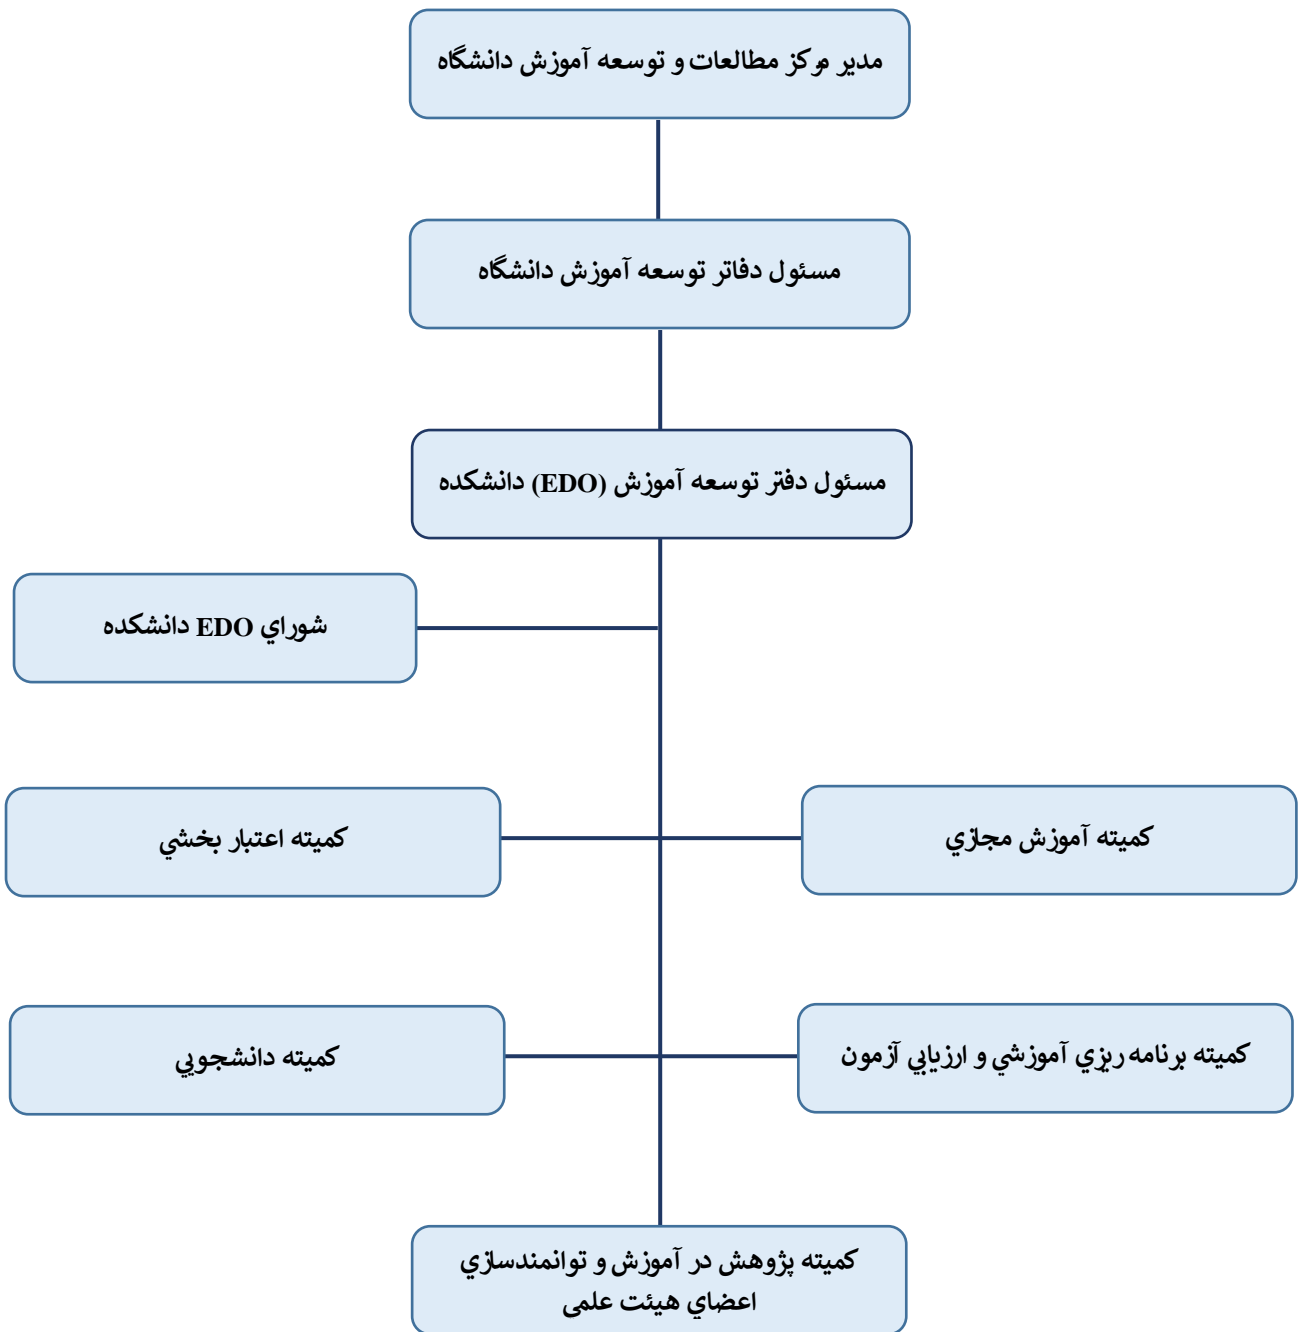 مدیر مرکز مطالعات و توسعه آموزش دانشگاه
مسئول دفاتر توسعه آموزش دانشگاه
مسئول دفتر توسعه آموزش (EDO) دانشکده
شوراي EDO دانشکده
کمیته آموزش مجازي
کمیته اعتبار بخشي
کمیته برنامه ریزي آموزشي و ارزیابي آزمون
کمیته دانشجویي
کمیته پژوهش در آموزش و توانمندسازي
اعضاي هیئت علمی